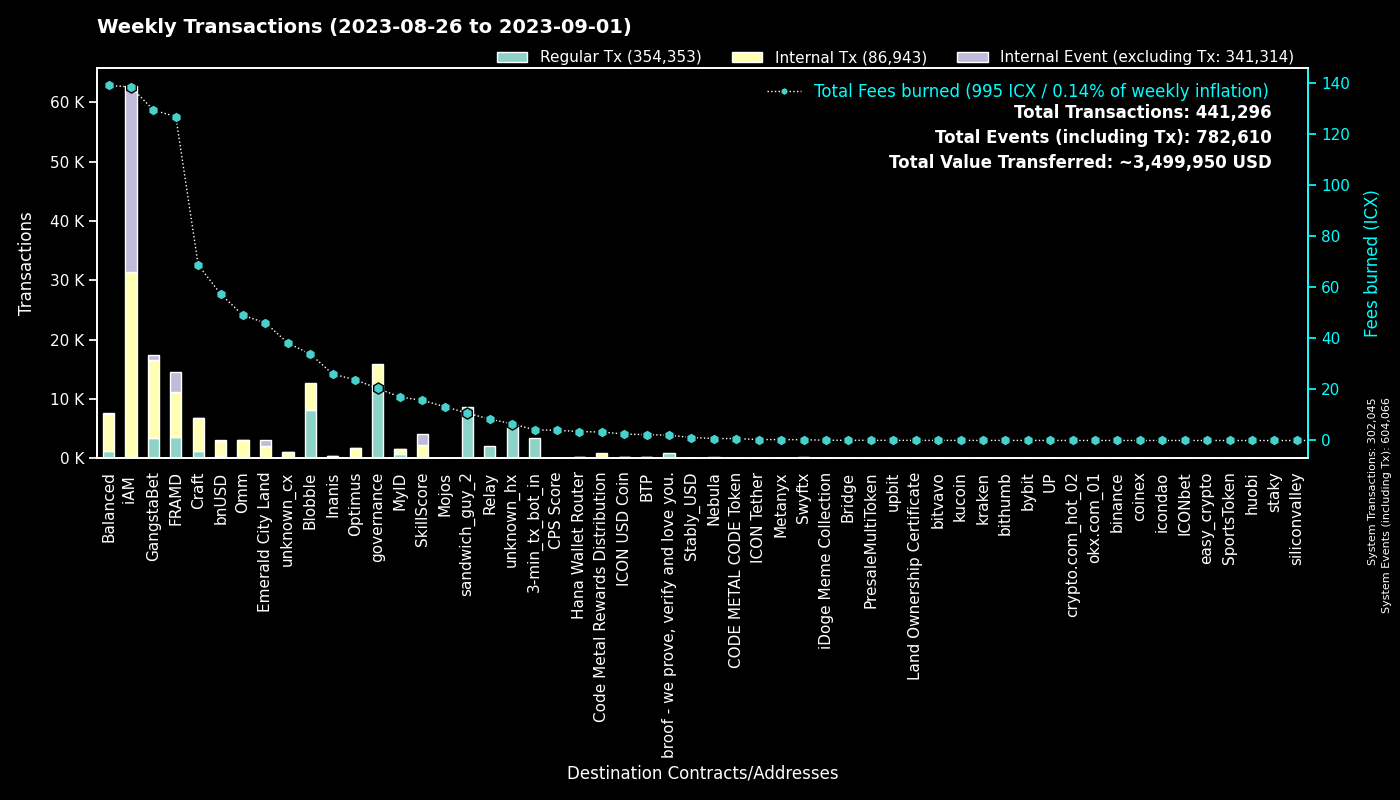 Weekly Transactions (2023-08-26 to 2023-09-01)
Regular Tx (354,353)
Internal Tx (86,943)
Internal Event (excluding Tx: 341,314)
Total Fees burned (995 ICX / 0.14% of weekly inflation)
Total Transactions: 441,296
Total Events (including Tx): 782,610
Total Value Transferred: ~3,499,950 USD
Transactions
60 K
50 K
40 K
30 K
20 K
10 K
0 K
140
120
100
80
60
40
20
0
Fees burned (ICX)
System Transactions: 302,045
System Events (including Tx): 604,066
Balanced
iAM
GangstaBet
FRAMD
Craft
bnUSD
Omm
Emerald City Land
unknown_cx
Blobble
Inanis
Optimus
governance
MyID
SkillScore
Mojos
sandwich_guy_2
Relay
unknown_hx
3-min_tx_bot_in
CPS Score
Hana Wallet Router
Code Metal Rewards Distribution
ICON USD Coin
BTP
broof - we prove, verify and love you.
Stably_USD
Nebula
CODE METAL CODE Token
ICON Tether
Metanyx
Swyftx
iDoge Meme Collection
Bridge
PresaleMultiToken
upbit
Land Ownership Certificate
bitvavo
kucoin
kraken
bithumb
bybit
UP
crypto.com_hot_02
okx.com_01
binance
coinex
icondao
ICONbet
easy_crypto
SportsToken
huobi
staky
siliconvalley
Destination Contracts/Addresses